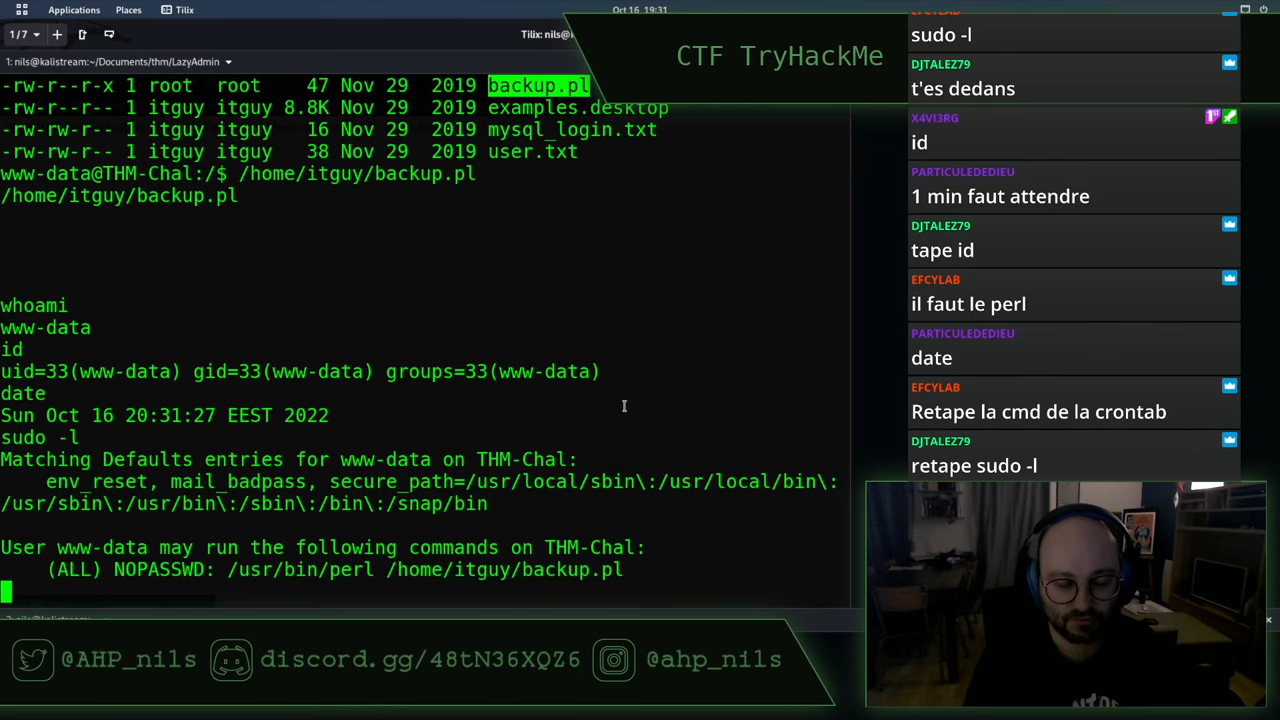 Applications Places Tilix
Oct 16 19:31
1/7
Tilix: nils@
1: nils@kalistream:~/Documents/thm/LazyAdmin
CTF TryHackMe
-rw-r--r-x 1 root root 47 Nov 29 2019 backup.pl
-rw-r--r-- 1 itguy itguy 8.8K Nov 29 2019 examples.desktop
-rw-rw-r-- 1 itguy itguy 16 Nov 29 2019 mysql_login.txt
-rw-rw-r-- 1 itguy itguy 38 Nov 29 2019 user.txt
www-data@THM-Chal:/$ /home/itguy/backup.pl
/home/itguy/backup.pl
whoami
www-data
id
uid=33(www-data) gid=33(www-data) groups=33(www-data)
date
Sun Oct 16 20:31:27 EEST 2022
sudo -l
Matching Defaults entries for www-data on THM-Chal:
env_reset, mail_badpass, secure_path=/usr/local/sbin\:/usr/local/bin\:
/usr/sbin\:/usr/bin\:/sbin\:/bin\:/snap/bin
User www-data may run the following commands on THM-Chal:
(ALL) NOPASSWD: /usr/bin/perl /home/itguy/backup.pl
EFCYLAB
sudo -l
DJTALEZ79
t'es dedans
X4VI3RG
id
PARTICULEDEDIEU
1 min faut attendre
DJTALEZ79
tape id
EFCYLAB
il faut le perl
PARTICULEDEDIEU
date
EFCYLAB
Retape la cmd de la crontab
DJTALEZ79
retape sudo -l
@AHP_nils discord.gg/48tN36XQZ6 @ahp_nils